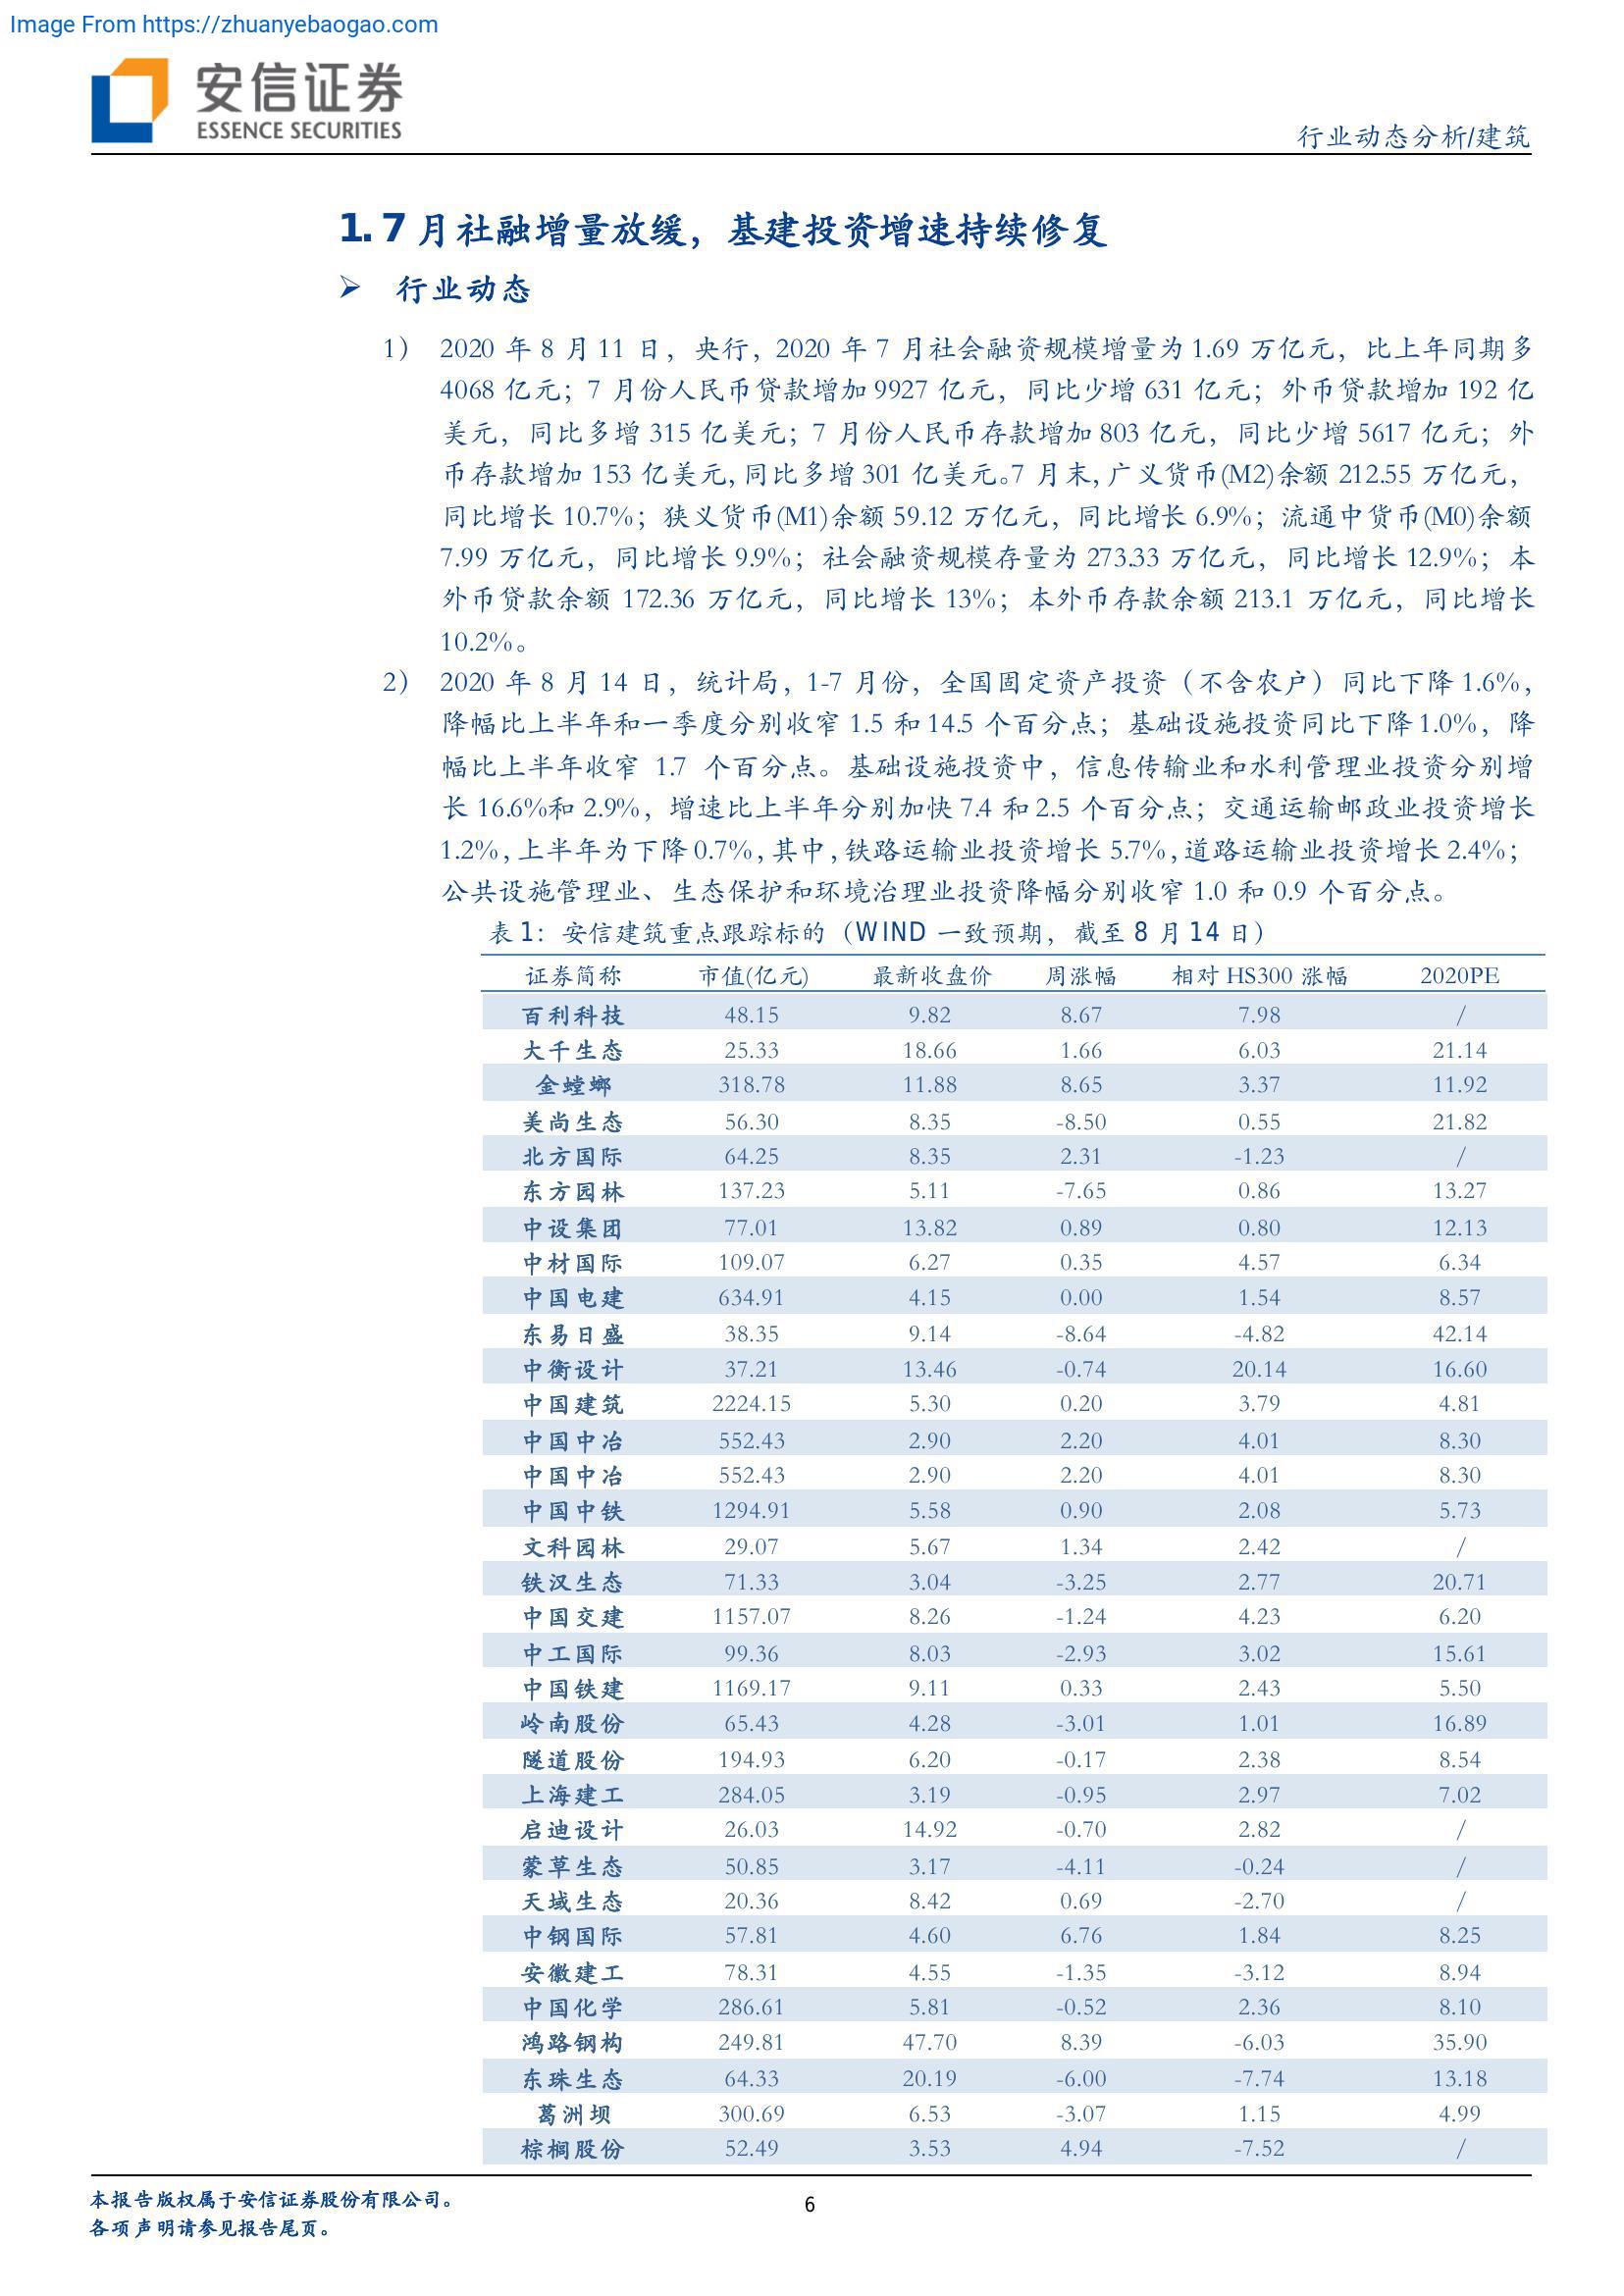 Image From https://zhuanyebaogao.com
安信证券
ESSENCE SECURITIES
行业动态分析/建筑
1. 7 月社融增量放缓，基建投资增速持续修复
➢ 行业动态
1） 2020 年 8 月 11 日，央行，2020 年 7 月社会融资规模增量为 1.69 万亿元，比上年同期多
4068 亿元；7 月份人民币贷款增加 9927 亿元，同比少增 631 亿元；外币贷款增加 192 亿
美元，同比多增 315 亿美元；7 月份人民币存款增加 803 亿元，同比少增 5617 亿元；外
币存款增加 153 亿美元，同比多增 301 亿美元。7 月末，广义货币(M2)余额 212.55 万亿元，
同比增长 10.7%；狭义货币(M1)余额 59.12 万亿元，同比增长 6.9%；流通中货币(M0)余额
7.99 万亿元，同比增长 9.9%；社会融资规模存量为 273.33 万亿元，同比增长 12.9%；本
外币贷款余额 172.36 万亿元，同比增长 13%；本外币存款余额 213.1 万亿元，同比增长
10.2%。
2） 2020 年 8 月 14 日，统计局，1-7 月份，全国固定资产投资（不含农户）同比下降 1.6%，
降幅比上半年和一季度分别收窄 1.5 和 14.5 个百分点；基础设施投资同比下降 1.0%，降
幅比上半年收窄 1.7 个百分点。基础设施投资中，信息传输业和水利管理业投资分别增
长 16.6%和 2.9%，增速比上半年分别加快 7.4 和 2.5 个百分点；交通运输邮政业投资增长
1.2%，上半年为下降 0.7%，其中，铁路运输业投资增长 5.7%，道路运输业投资增长 2.4%；
公共设施管理业、生态保护和环境治理业投资降幅分别收窄 1.0 和 0.9 个百分点。
表 1：安信建筑重点跟踪标的（WIND 一致预期，截至 8 月 14 日）
证券简称 市值(亿元) 最新收盘价 周涨幅 相对 HS300 涨幅 2020PE
百利科技 48.15 9.82 8.67 7.98 /
大千生态 25.33 18.66 1.66 6.03 21.14
金螳螂 318.78 11.88 8.65 3.37 11.92
美尚生态 56.30 8.35 -8.50 0.55 21.82
北方国际 64.25 8.35 2.31 -1.23 /
东方园林 137.23 5.11 -7.65 0.86 13.27
中设集团 77.01 13.82 0.89 0.80 12.13
中材国际 109.07 6.27 0.35 4.57 6.34
中国电建 634.91 4.15 0.00 1.54 8.57
东易日盛 38.35 9.14 -8.64 -4.82 42.14
中衡设计 37.21 13.46 -0.74 20.14 16.60
中国建筑 2224.15 5.30 0.20 3.79 4.81
中国中冶 552.43 2.90 2.20 4.01 8.30
中国中冶 552.43 2.90 2.20 4.01 8.30
中国中铁 1294.91 5.58 0.90 2.08 5.73
文科园林 29.07 5.67 1.34 2.42 /
铁汉生态 71.33 3.04 -3.25 2.77 20.71
中国交建 1157.07 8.26 -1.24 4.23 6.20
中工国际 99.36 8.03 -2.93 3.02 15.61
中国铁建 1169.17 9.11 0.33 2.43 5.50
岭南股份 65.43 4.28 -3.01 1.01 16.89
隧道股份 194.93 6.20 -0.17 2.38 8.54
上海建工 284.05 3.19 -0.95 2.97 7.02
启迪设计 26.03 14.92 -0.70 2.82 /
蒙草生态 50.85 3.17 -4.11 -0.24 /
天域生态 20.36 8.42 0.69 -2.70 /
中钢国际 57.81 4.60 6.76 1.84 8.25
安徽建工 78.31 4.55 -1.35 -3.12 8.94
中国化学 286.61 5.81 -0.52 2.36 8.10
鸿路钢构 249.81 47.70 8.39 -6.03 35.90
东珠生态 64.33 20.19 -6.00 -7.74 13.18
葛洲坝 300.69 6.53 -3.07 1.15 4.99
棕榈股份 52.49 3.53 4.94 -7.52 /
本报告版权属于安信证券股份有限公司。
各项声明请参见报告尾页。
6